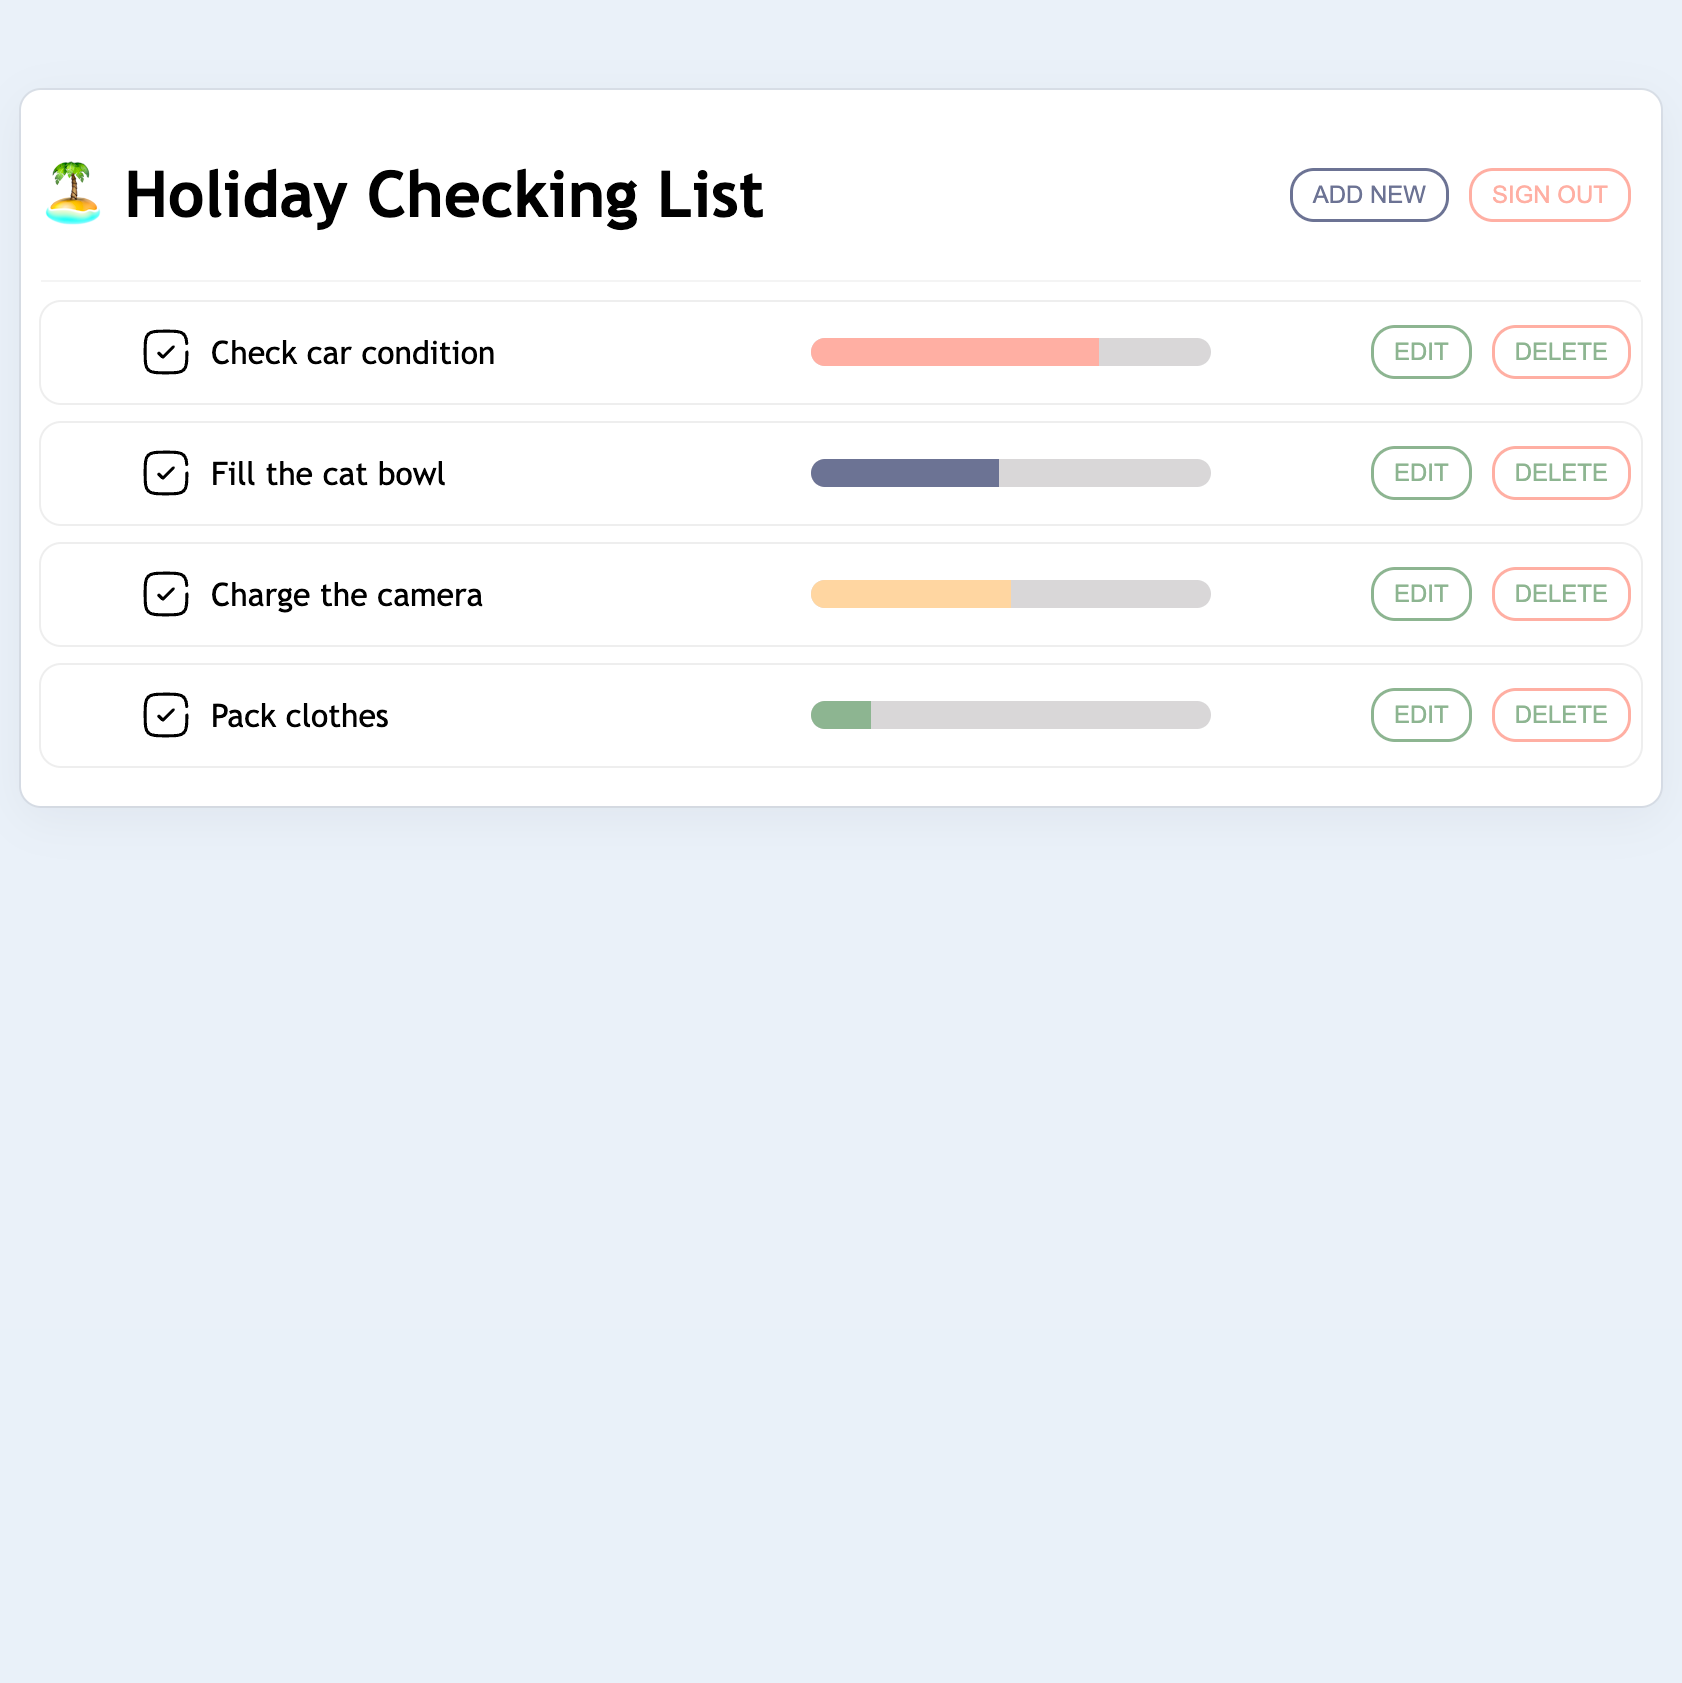 Holiday Checking List
ADD NEW
SIGN OUT
Check car condition
EDIT
DELETE
Fill the cat bowl
EDIT
DELETE
Charge the camera
EDIT
DELETE
Pack clothes
EDIT
DELETE